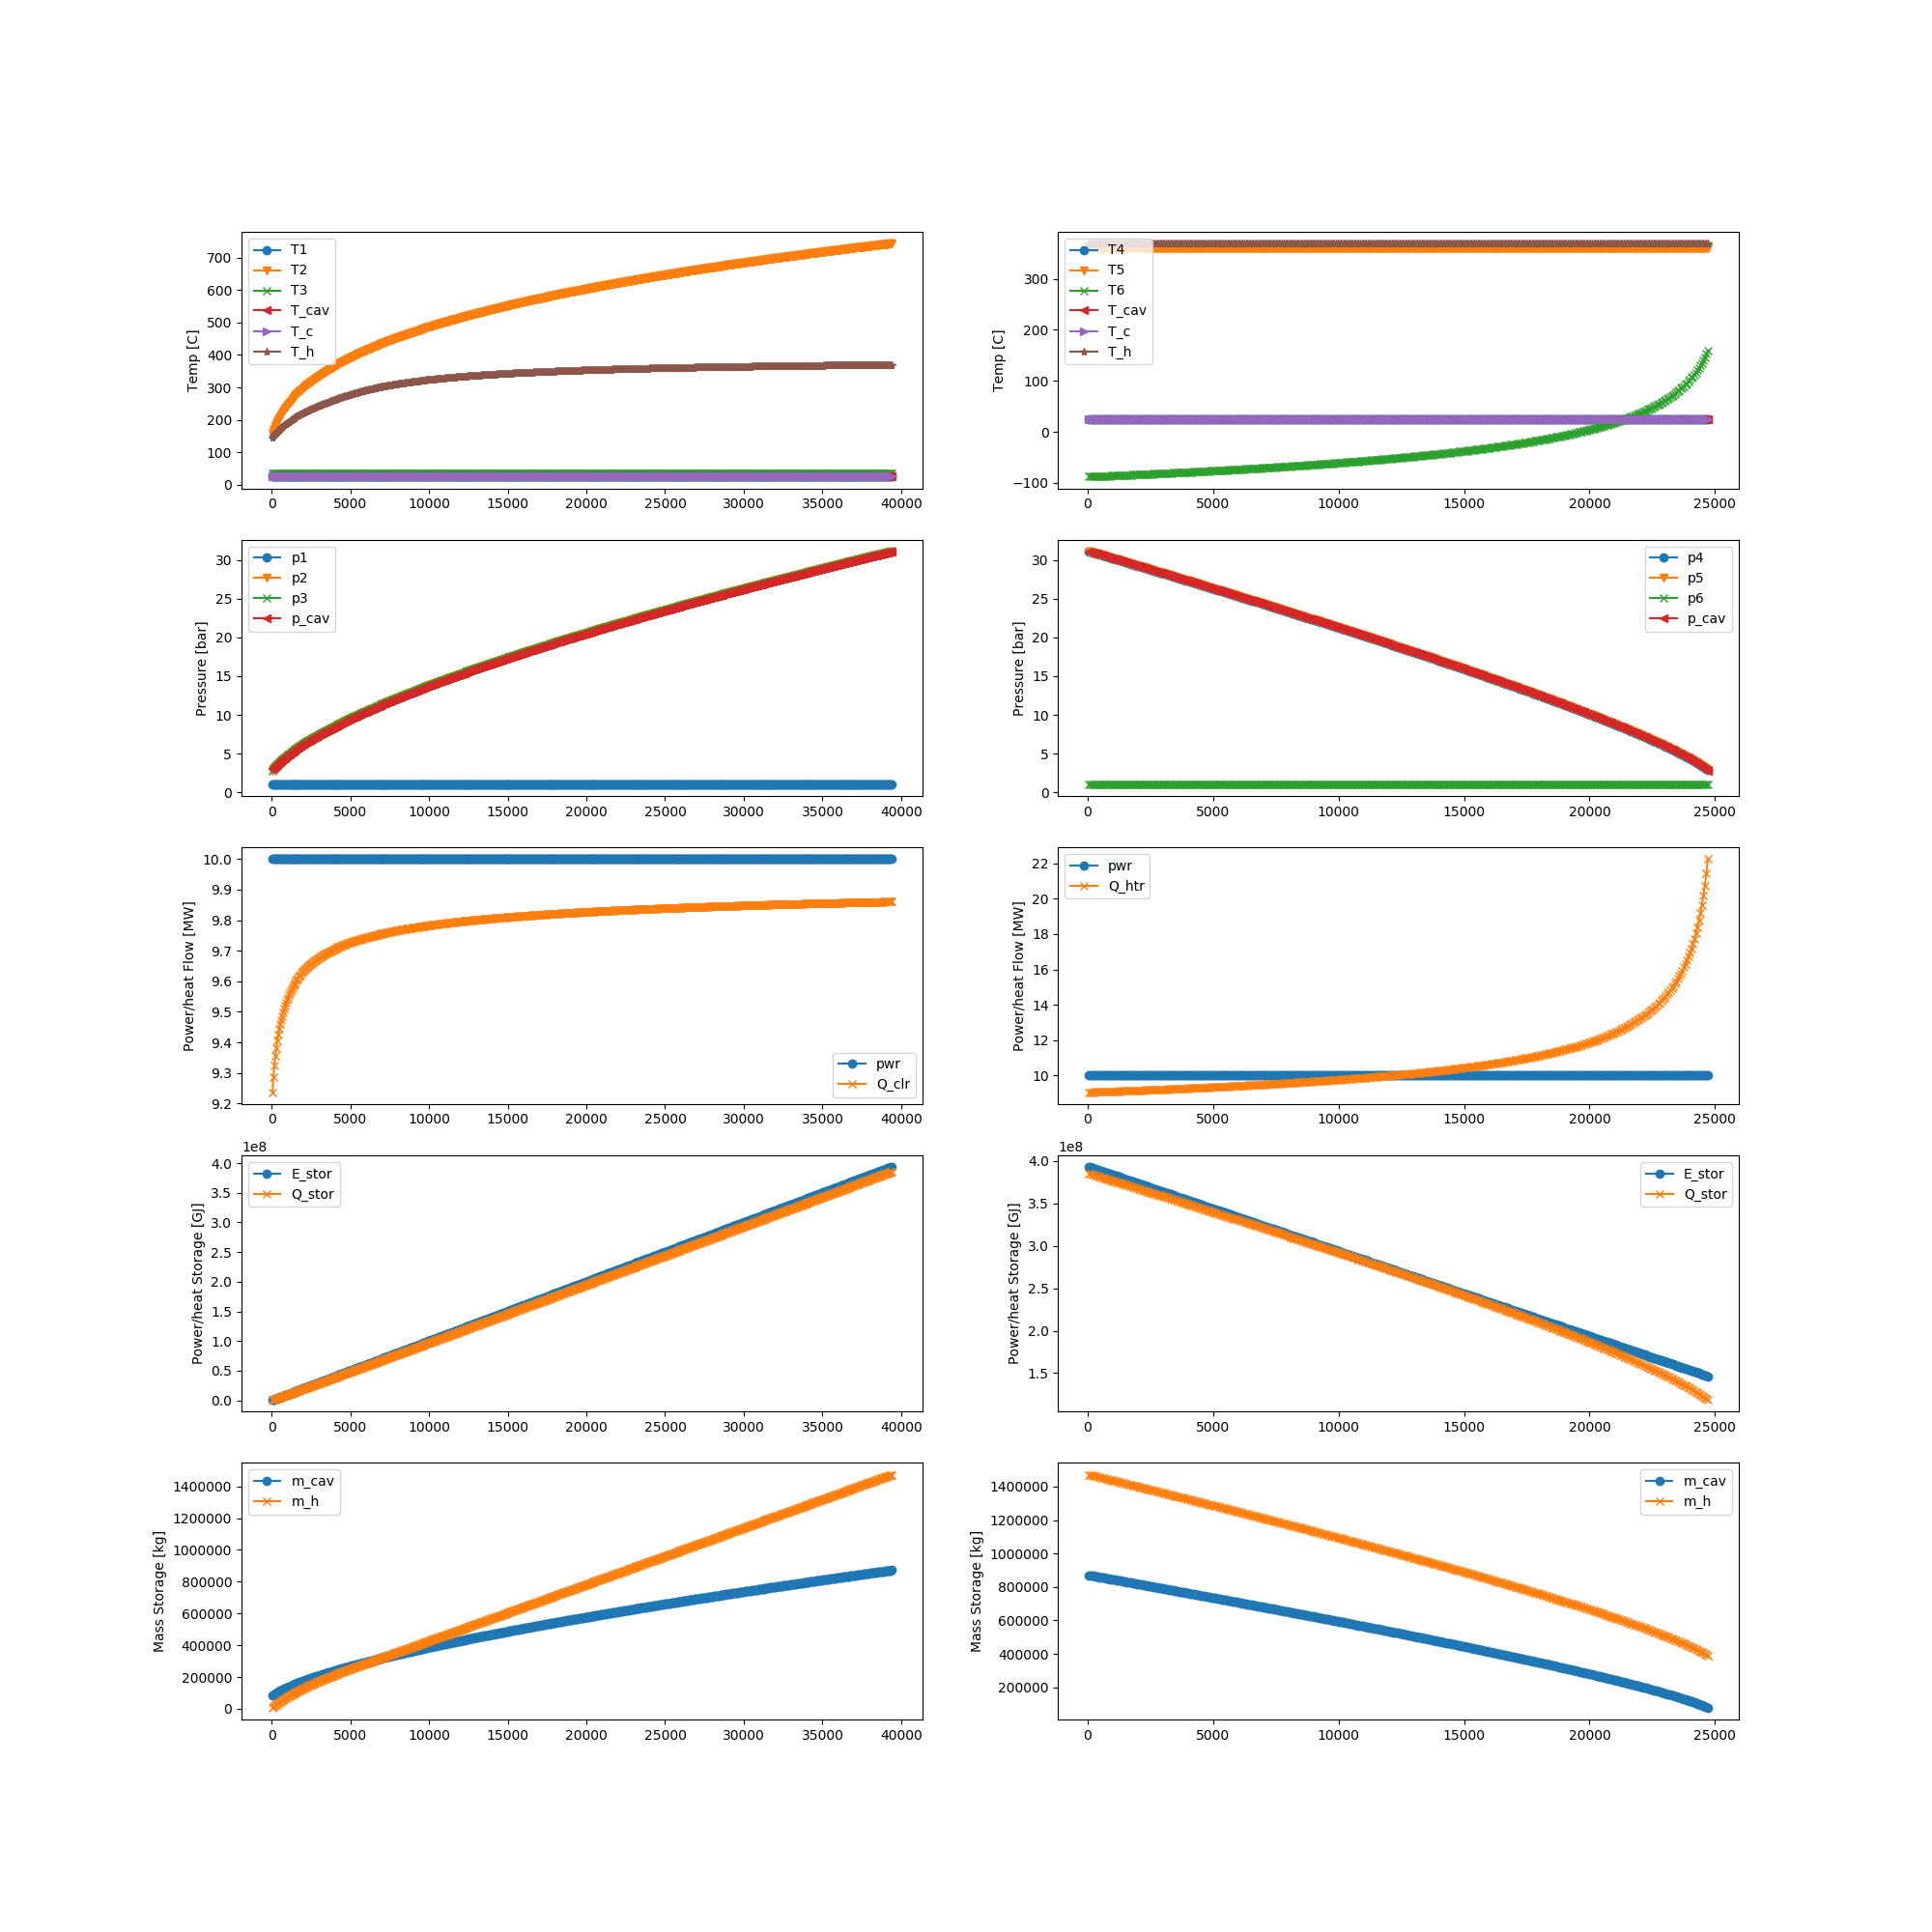 T1
T2
T3
T_cav
T_c
T_h
Temp [C]
700
600
500
400
300
200
100
0
0 5000 10000 15000 20000 25000 30000 35000 40000
T4
T5
T6
T_cav
T_c
T_h
Temp [C]
300
200
100
0
−100
0 5000 10000 15000 20000 25000
p1
p2
p3
p_cav
Pressure [bar]
30
25
20
15
10
5
0
0 5000 10000 15000 20000 25000 30000 35000 40000
p4
p5
p6
p_cav
Pressure [bar]
30
25
20
15
10
5
0
0 5000 10000 15000 20000 25000
pwr
Q_clr
Power/heat Flow [MW]
10.0
9.9
9.8
9.7
9.6
9.5
9.4
9.3
9.2
0 5000 10000 15000 20000 25000 30000 35000 40000
pwr
Q_htr
Power/heat Flow [MW]
22
20
18
16
14
12
10
0 5000 10000 15000 20000 25000
1e8
E_stor
Q_stor
Power/heat Storage [GJ]
4.0
3.5
3.0
2.5
2.0
1.5
1.0
0.5
0.0
0 5000 10000 15000 20000 25000 30000 35000 40000
1e8
E_stor
Q_stor
Power/heat Storage [GJ]
4.0
3.5
3.0
2.5
2.0
1.5
0 5000 10000 15000 20000 25000
m_cav
m_h
Mass Storage [kg]
1400000
1200000
1000000
800000
600000
400000
200000
0
0 5000 10000 15000 20000 25000 30000 35000 40000
m_cav
m_h
Mass Storage [kg]
1400000
1200000
1000000
800000
600000
400000
200000
0 5000 10000 15000 20000 25000